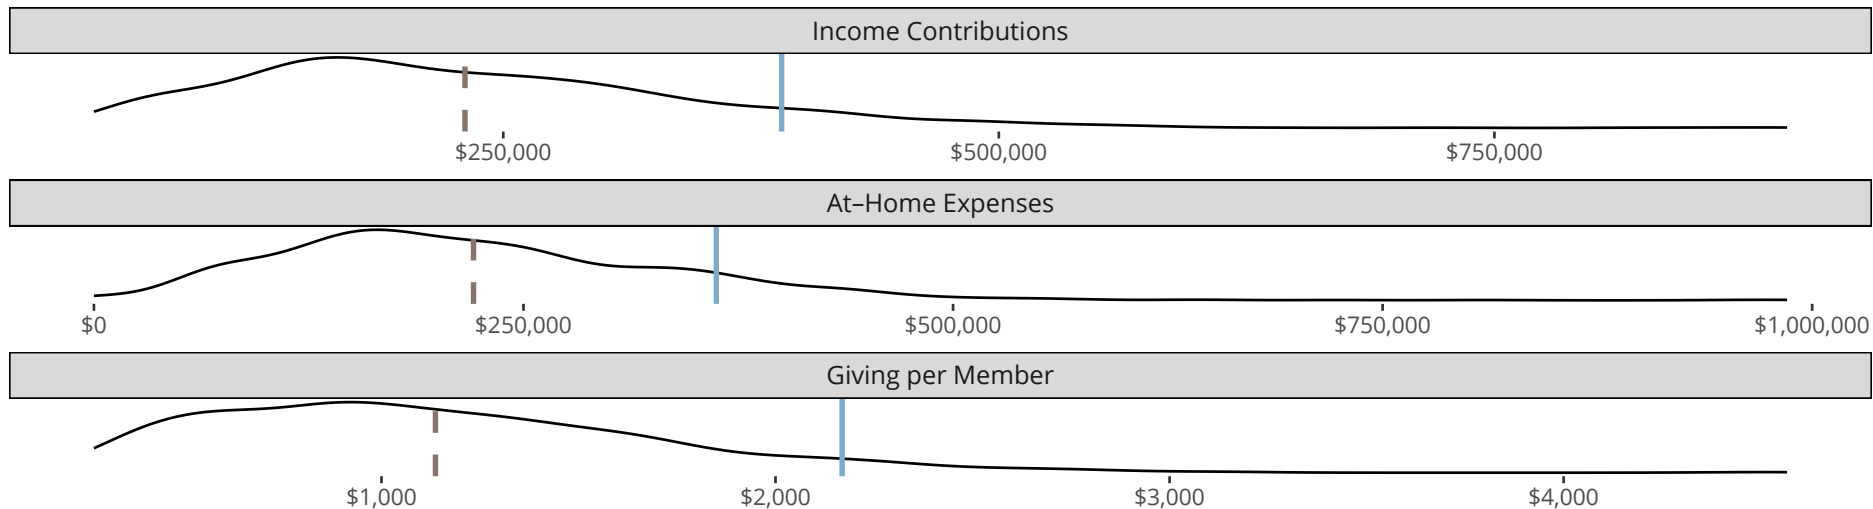 Income Contributions
$250,000 $500,000 $750,000
At–Home Expenses
$0 $250,000 $500,000 $750,000 $1,000,000
Giving per Member
$1,000 $2,000 $3,000 $4,000